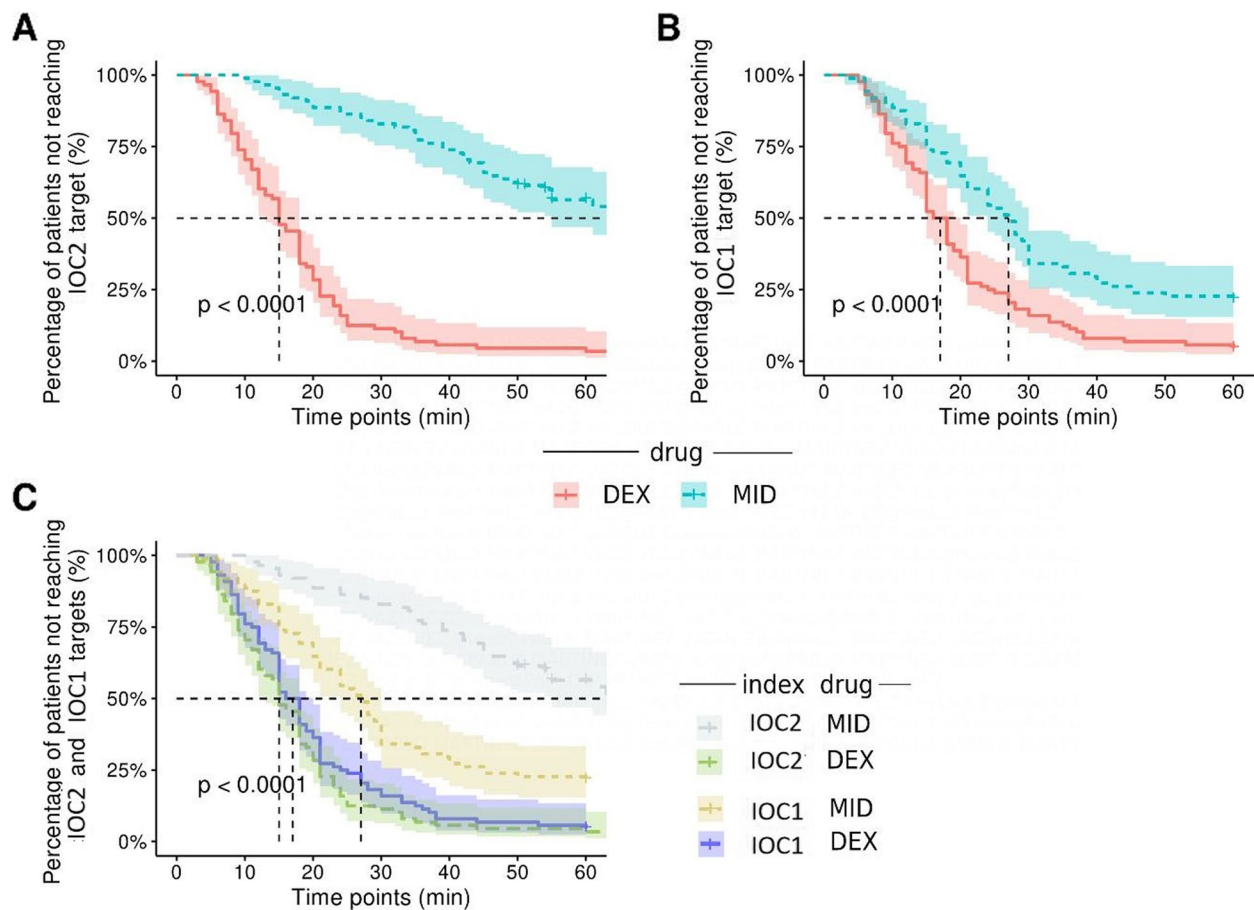 A
Percentage of patients not reaching
IOC2 target (%)
100%
75%
50%
25%
0%
p < 0.0001
0 10 20 30 40 50 60
Time points (min)
B
Percentage of patients not reaching
IOC1 target (%)
100%
75%
50%
25%
0%
p < 0.0001
0 10 20 30 40 50 60
Time points (min)
drug
DEX MID
C
Percentage of patients not reaching
IOC2 and IOC1 targets (%)
100%
75%
50%
25%
0%
p < 0.0001
0 10 20 30 40 50 60
Time points (min)
index drug
IOC2 MID
IOC2 DEX
IOC1 MID
IOC1 DEX